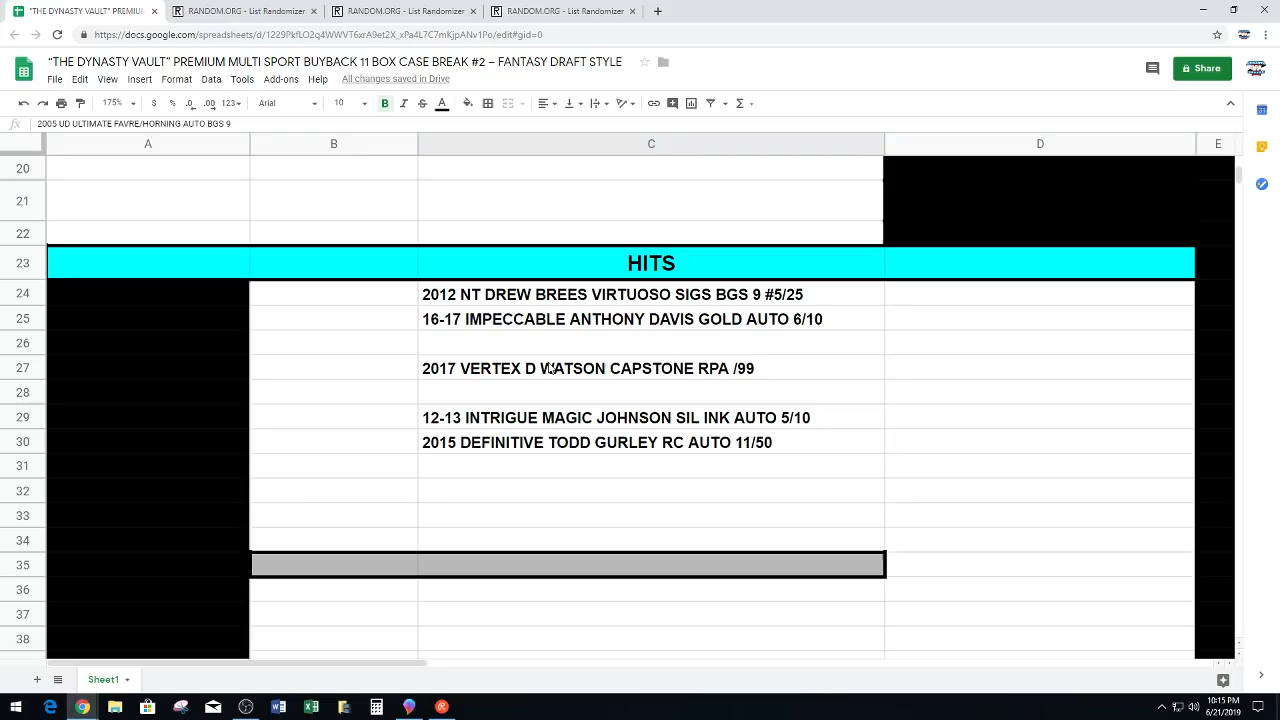 "THE DYNASTY VAULT" PREMIUM
RANDOM.ORG - List Randomizer
RANDOM.ORG - List Randomizer
RANDOM.ORG - List Randomizer
https://docs.google.com/spreadsheets/d/1229PkfLO2q4WWVT6xrA9et2X_xPa4L7C7mKjpANv1Po/edit#gid=0
“THE DYNASTY VAULT” PREMIUM MULTI SPORT BUYBACK 11 BOX CASE BREAK #2 – FANTASY DRAFT STYLE
Share
File Edit View Insert Format Data Tools Add-ons Help All changes saved in Drive
175% $ % .0 .00 123 Arial 10 B I S A
fx 2005 UD ULTIMATE FAVRE/HORNING AUTO BGS 9
A B C D E
20
21
22
23 HITS
24 2012 NT DREW BREES VIRTUOSO SIGS BGS 9 #5/25
25 16-17 IMPECCABLE ANTHONY DAVIS GOLD AUTO 6/10
26
27 2017 VERTEX D WATSON CAPSTONE RPA /99
28
29 12-13 INTRIGUE MAGIC JOHNSON SIL INK AUTO 5/10
30 2015 DEFINITIVE TODD GURLEY RC AUTO 11/50
31
32
33
34
35
36
37
38
Sheet1
10:15 PM
6/21/2019